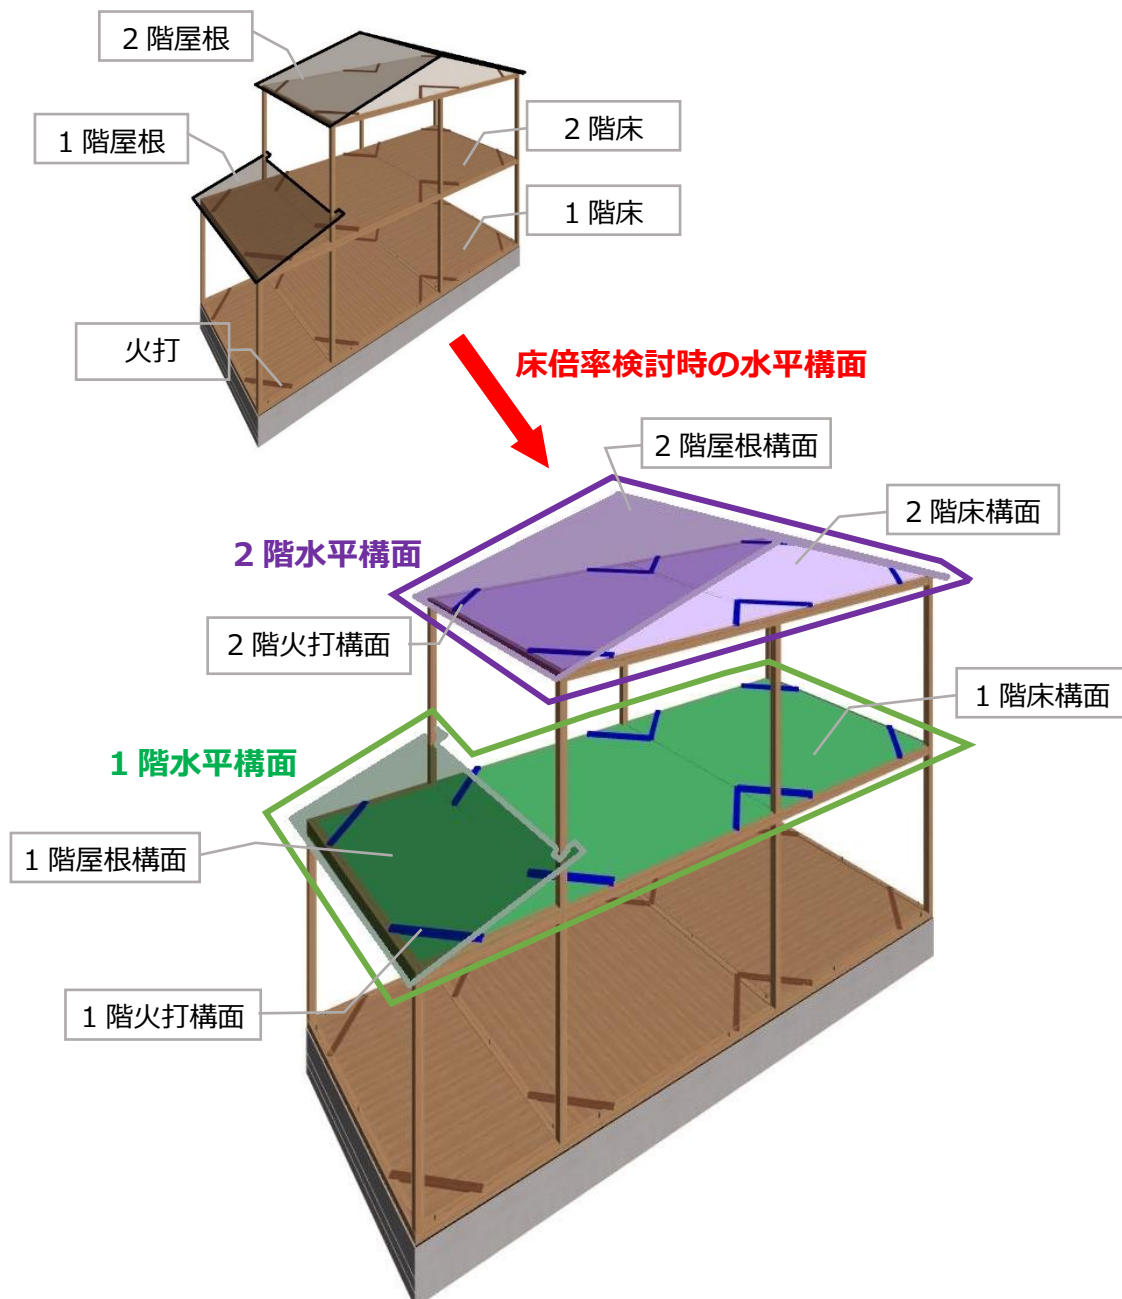 2 階屋根
1 階屋根
2 階床
1 階床
火打
床倍率検討時の水平構面
2 階屋根構面
2 階床構面
2 階水平構面
2 階火打構面
1 階床構面
1 階水平構面
1 階屋根構面
1 階火打構面